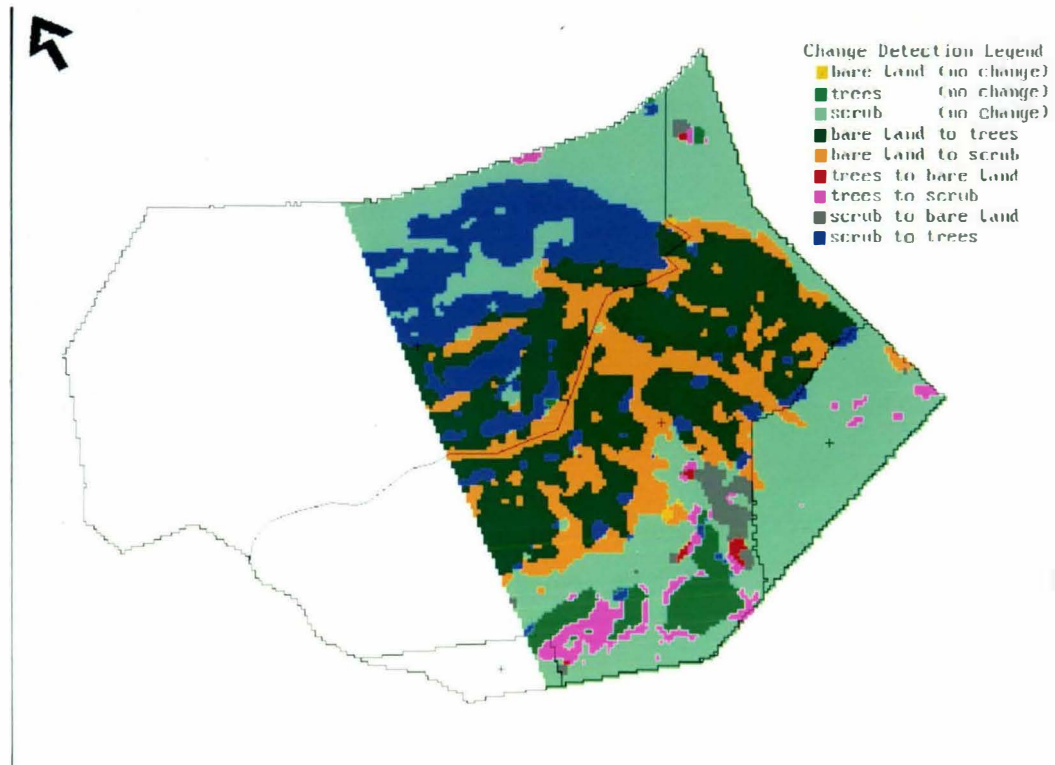 Change Detection Legend
bare land (no change)
trees (no change)
scrub (no Change)
bare land to trees
bare land to scrub
trees to bare land
trees to scrub
scrub to bare land
scrub to trees